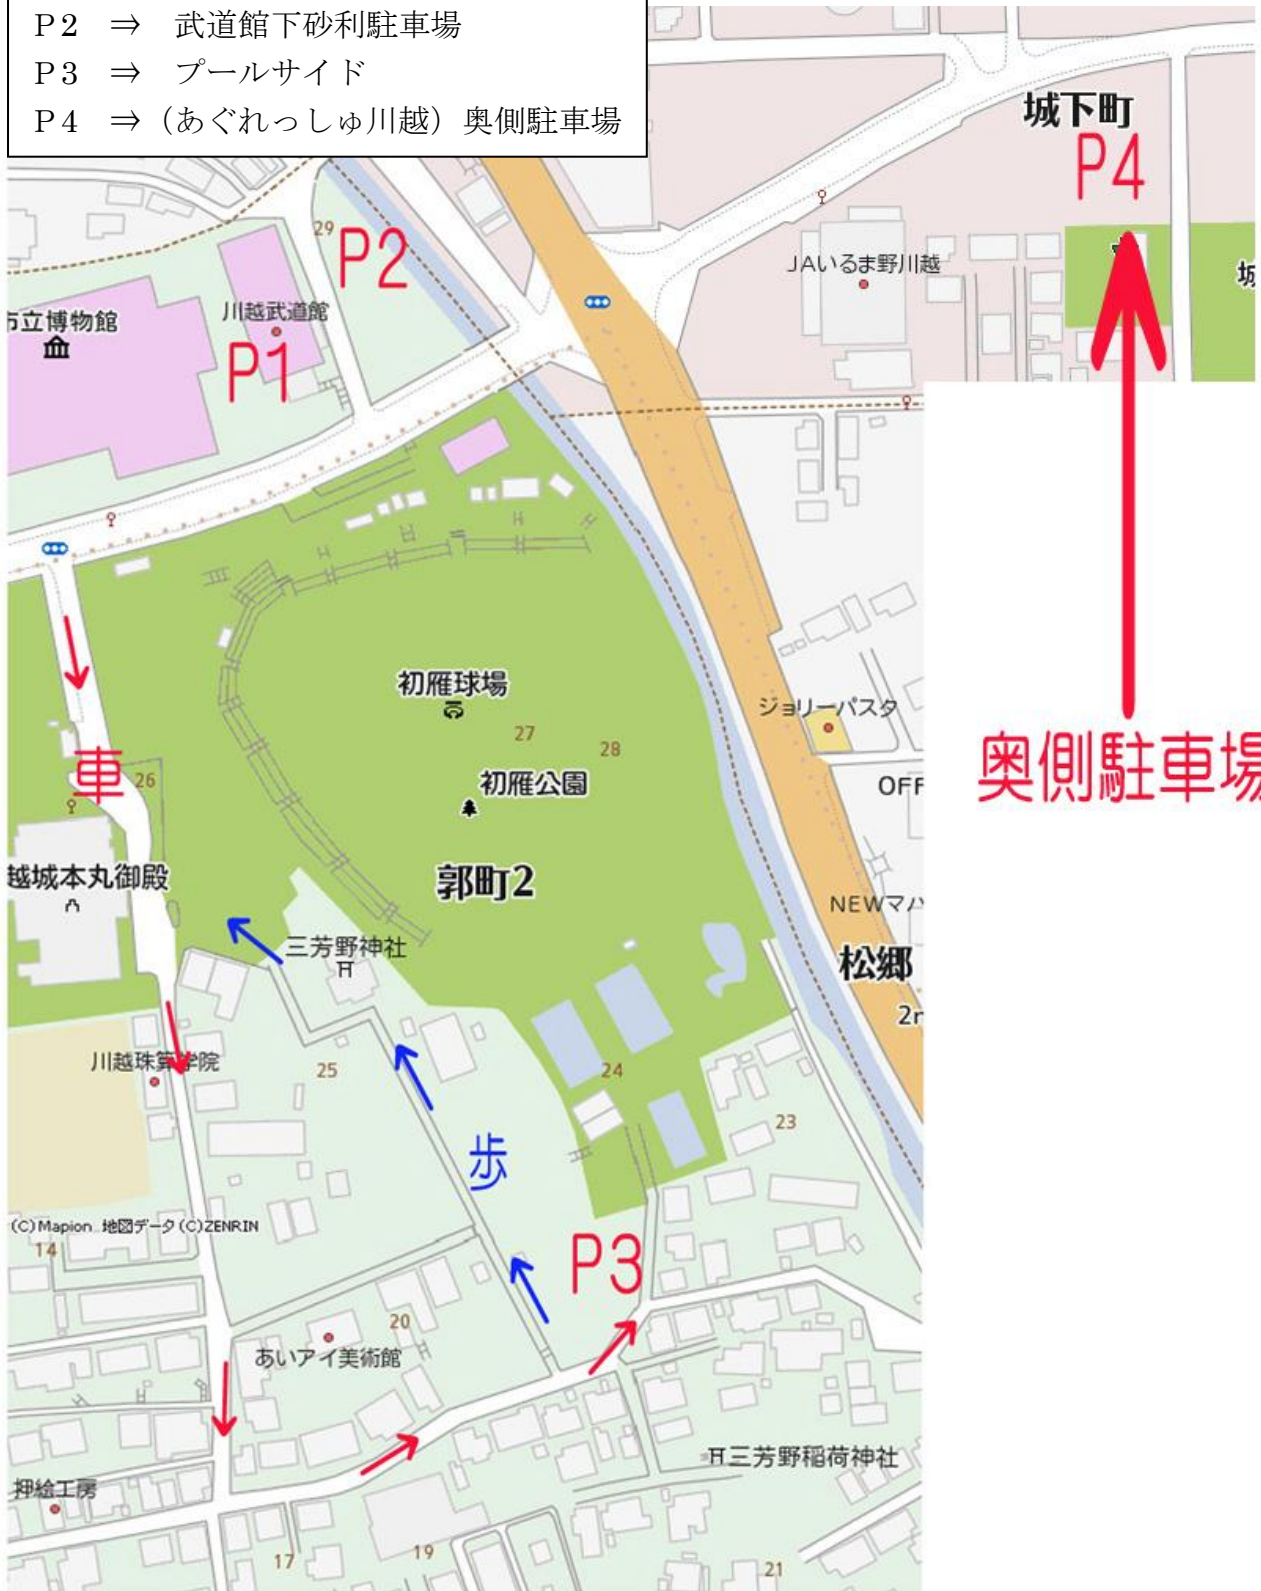 P2 ⇒ 武道館下砂利駐車場
P3 ⇒ プールサイド
P4 ⇒（あぐれっしゅ川越）奥側駐車場
城下町
P4
29
P2
JAいるま野川越
城
川越武道館
市立博物館
P1
初雁球場
27
28
ジョリーパスタ
奥側駐車場
車
26
初雁公園
OFF
越城本丸御殿
郭町2
NEWマハ
三芳野神社
松郷
川越珠算学院
25
24
23
歩
(C)Mapion 地図データ(C)ZENRIN
14
P3
20
あいアイ美術館
三芳野稲荷神社
押絵工房
17
19
21